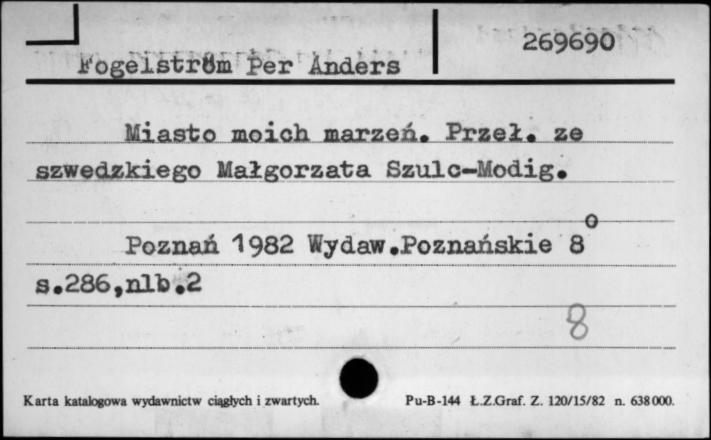 269690
Fogelström Per Anders
Miasto moich marzeń. Przeł. ze
szwedzkiego Małgorzata Szulc-Modig.
Poznań 1982 Wydaw.Poznańskie 8°
s.286,nlb.2
8
Karta katalogowa wydawnictw ciągłych i zwartych. Pu-B-144 Ł.Z.Graf. Z. 120/15/82 n. 638000.